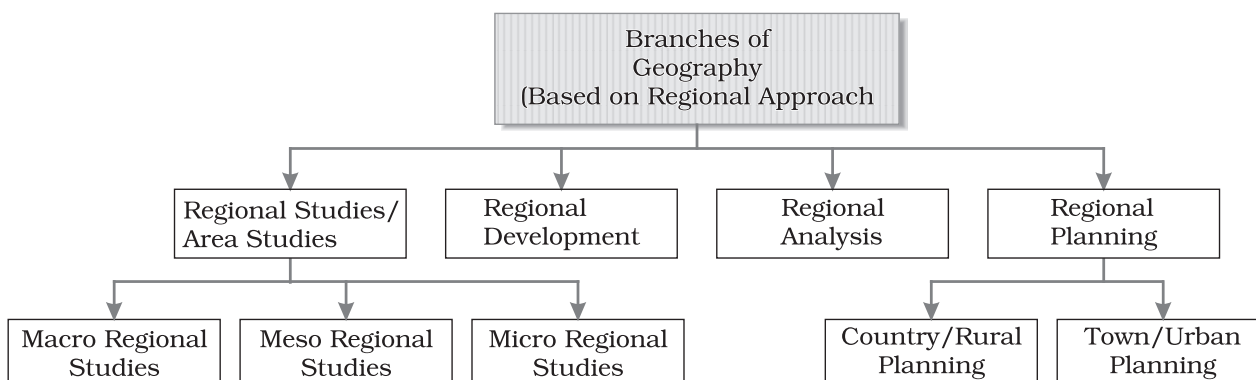 Branches of
Geography
(Based on Regional Approach
Regional Studies/
Area Studies
Regional
Development
Regional
Analysis
Regional
Planning
Macro Regional
Studies
Meso Regional
Studies
Micro Regional
Studies
Country/Rural
Planning
Town/Urban
Planning